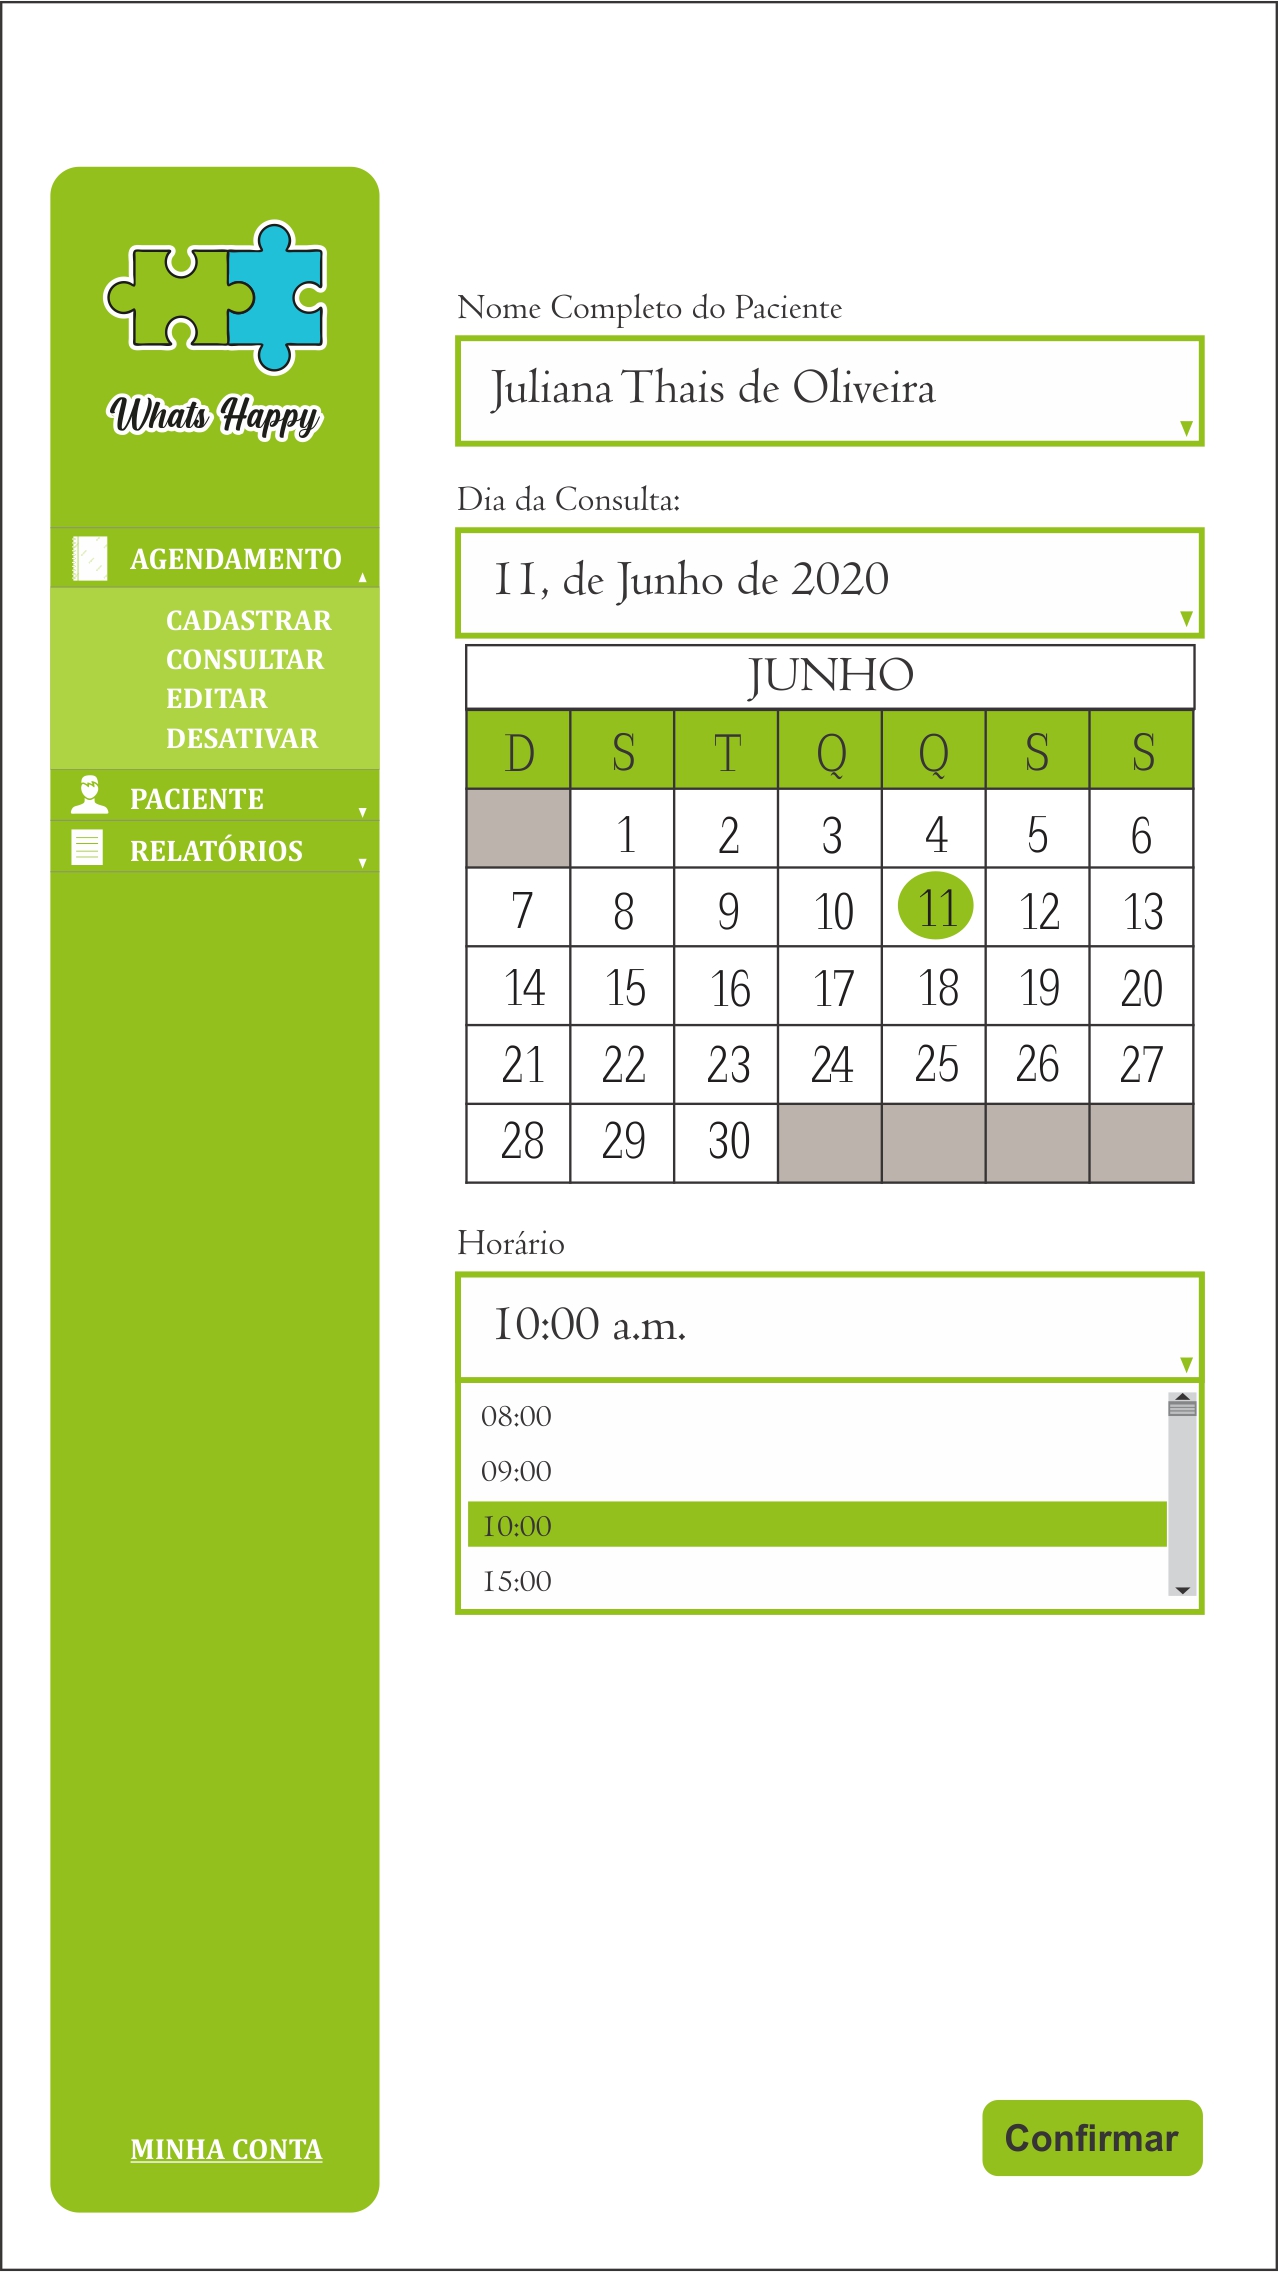 Whats Happy
AGENDAMENTO
CADASTRAR
CONSULTAR
EDITAR
DESATIVAR
PACIENTE
RELATÓRIOS
MINHA CONTA
Nome Completo do Paciente
Juliana Thais de Oliveira
Dia da Consulta:
11, de Junho de 2020
JUNHO
D S T Q Q S S
1 2 3 4 5 6
7 8 9 10 11 12 13
14 15 16 17 18 19 20
21 22 23 24 25 26 27
28 29 30
Horário
10:00 a.m.
08:00
09:00
10:00
15:00
Confirmar